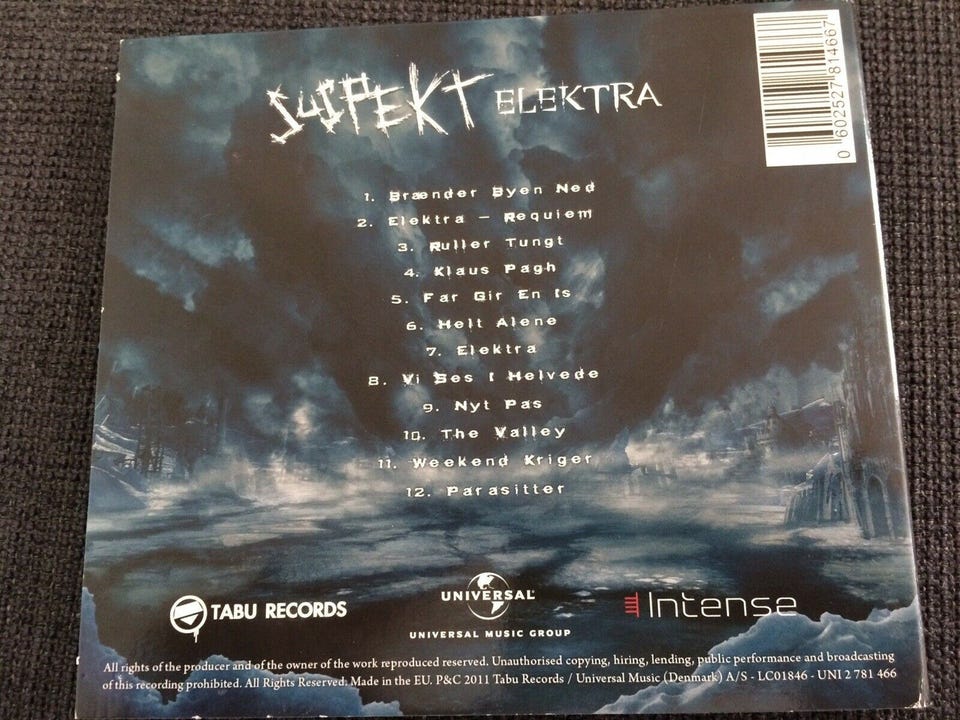 SUSPEKT ELEKTRA
0 602527 814667
1. Brænder Byen Ned
2. Elektra - Requiem
3. Ruller Tungt
4. Klaus Pagh
5. Far Gir En Is
6. Helt Alene
7. Elektra
8. Vi Ses I Helvede
9. Nyt Pas
10. The Valley
11. Weekend Kriger
12. Parasitter
TABU RECORDS
UNIVERSAL
UNIVERSAL MUSIC GROUP
Intense
All rights of the producer and of the owner of the work reproduced reserved. Unauthorised copying, hiring, lending, public performance and broadcasting
of this recording prohibited. All Rights Reserved. Made in the EU. P&C 2011 Tabu Records / Universal Music (Denmark) A/S - LC01846 - UNI 2 781 466